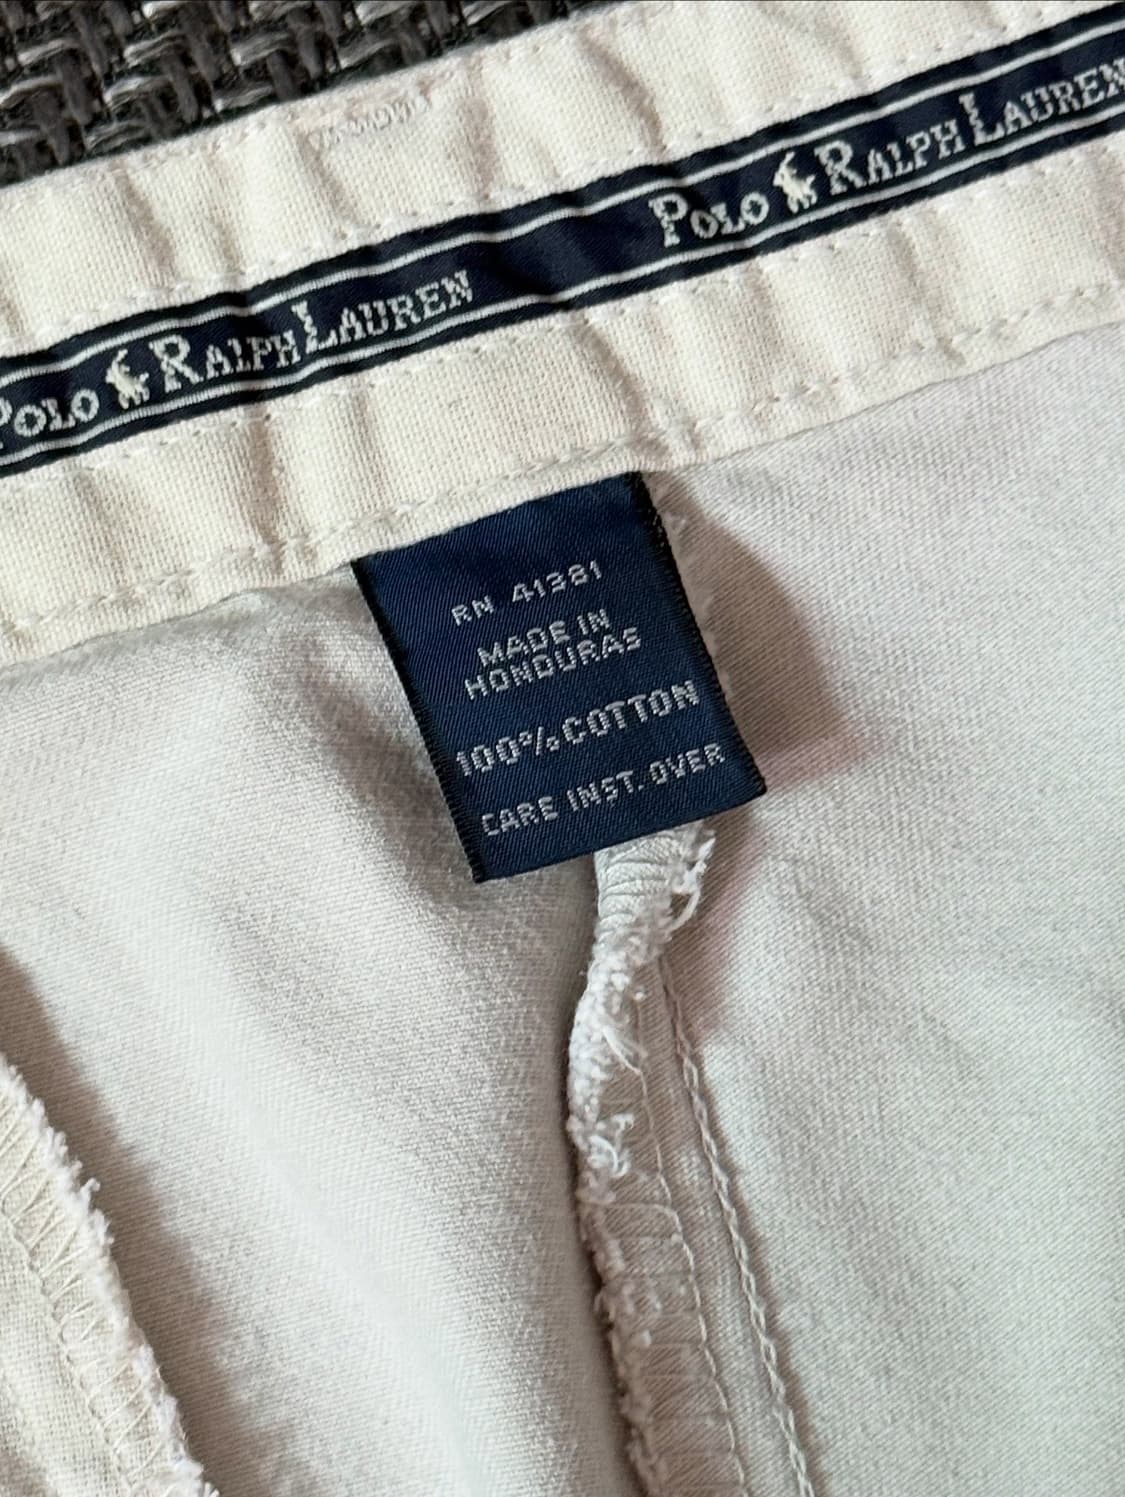 POLO RALPH LAUREN
POLO RALPH LAUREN
RN 41381
MADE IN
HONDURAS
100% COTTON
CARE INST. OVER